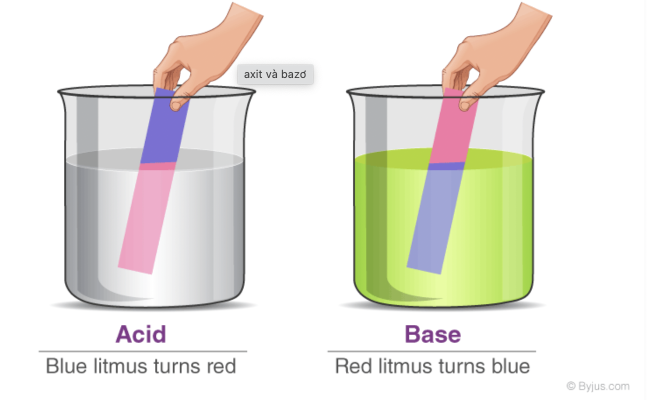 axit và bazơ
Acid
Blue litmus turns red
Base
Red litmus turns blue
© Byjus.com